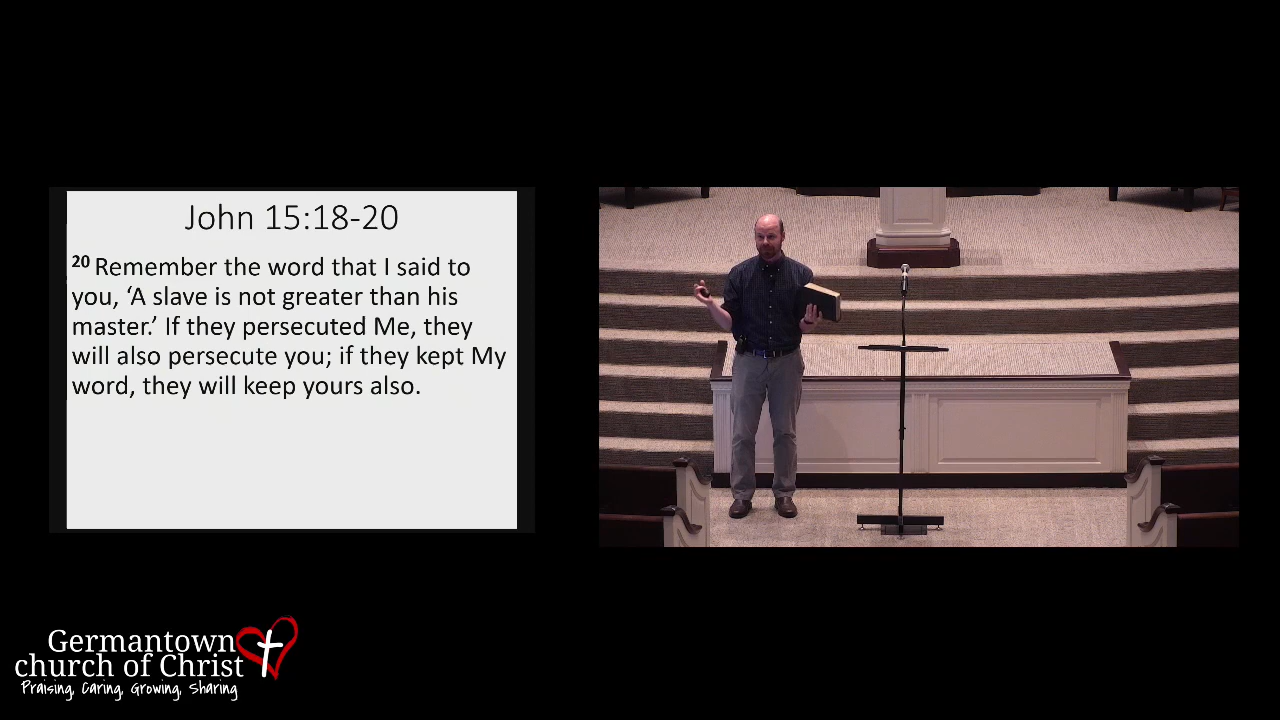 John 15:18-20
20 Remember the word that I said to
you, ‘A slave is not greater than his
master.’ If they persecuted Me, they
will also persecute you; if they kept My
word, they will keep yours also.
Germantown
church of Christ
Praising, Caring, Growing, Sharing